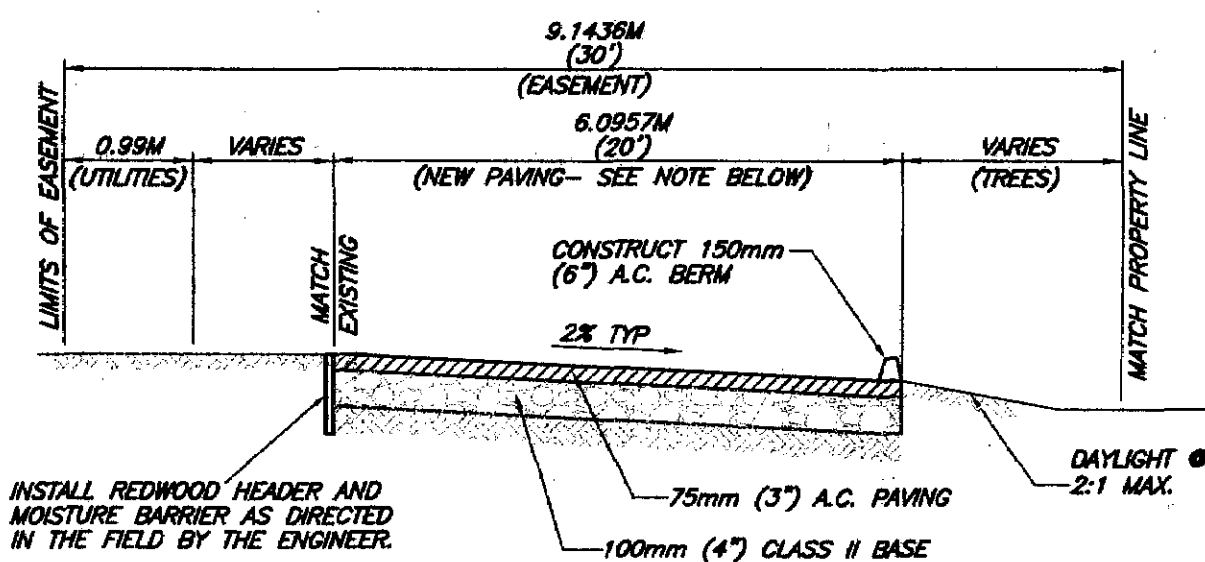 9.1436M
(30')
(EASEMENT)
LIMITS OF EASEMENT
0.99M
(UTILITIES)
VARIES
6.0957M
(20')
(NEW PAVING- SEE NOTE BELOW)
VARIES
(TREES)
MATCH PROPERTY LINE
MATCH
EXISTING
CONSTRUCT 150mm
(6") A.C. BERM
2% TYP
INSTALL REDWOOD HEADER AND
MOISTURE BARRIER AS DIRECTED
IN THE FIELD BY THE ENGINEER.
75mm (3") A.C. PAVING
100mm (4") CLASS II BASE
DAYLIGHT @
2:1 MAX.